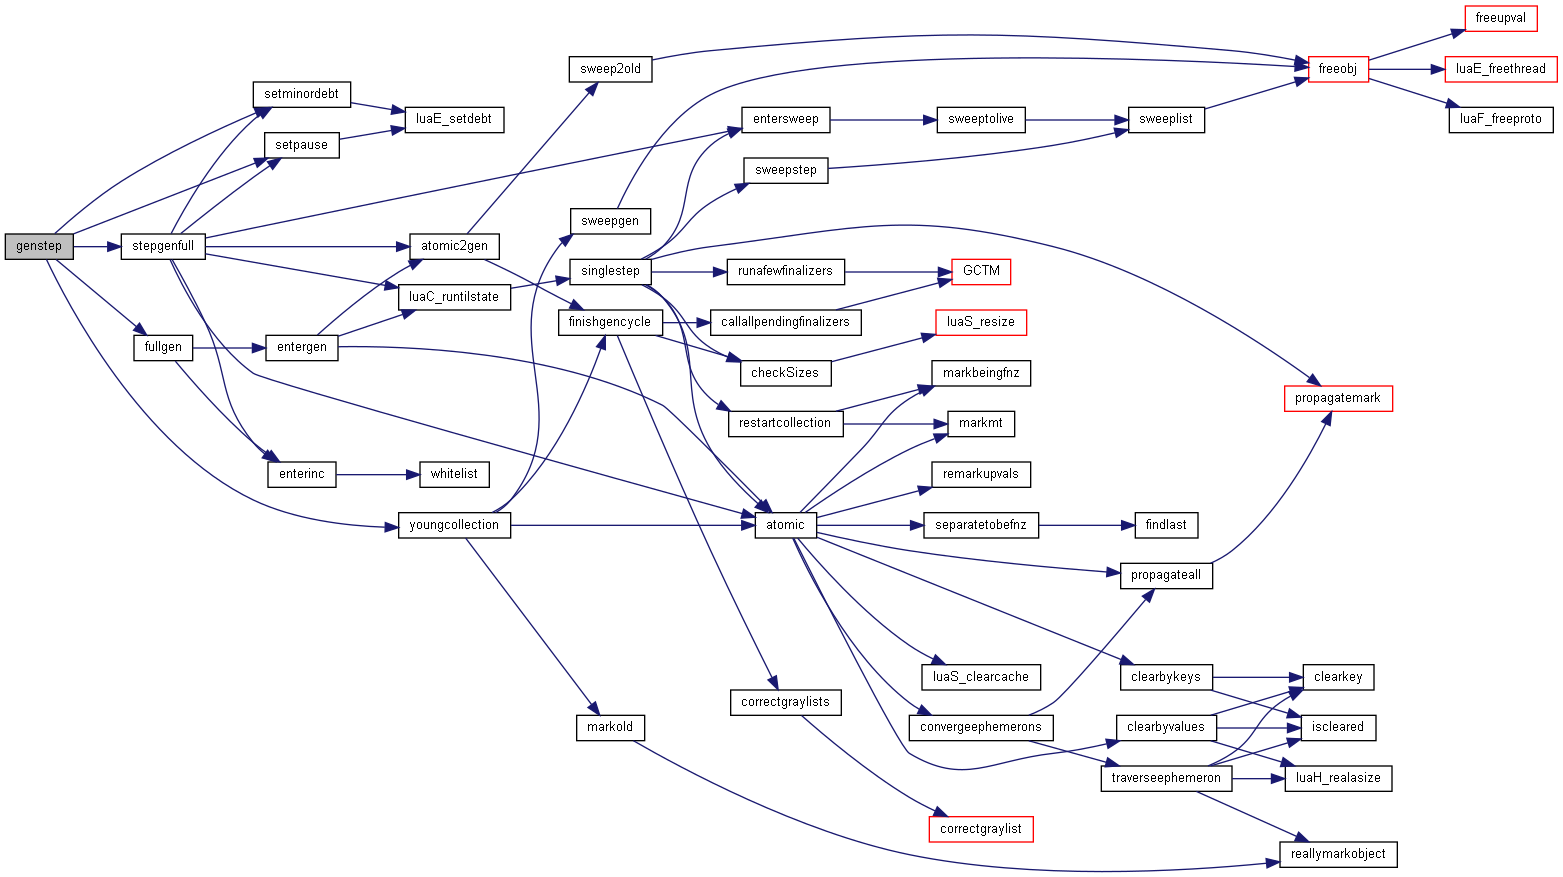 freeupval
sweep2old
freeobj
luaE_freethread
setminordebt
luaE_setdebt
entersweep
sweeptolive
sweeplist
luaF_freeproto
setpause
sweepstep
sweepgen
genstep
stepgenfull
atomic2gen
singlestep
runafewfinalizers
GCTM
luaC_runtilstate
finishgencycle
callallpendingfinalizers
luaS_resize
fullgen
entergen
checkSizes
markbeingfnz
propagatemark
restartcollection
markmt
enterinc
whitelist
remarkupvals
youngcollection
atomic
separatetobefnz
findlast
propagateall
luaS_clearcache
clearbykeys
clearkey
correctgraylists
markold
convergeephemerons
clearbyvalues
iscleared
traverseephemeron
luaH_realasize
correctgraylist
reallymarkobject